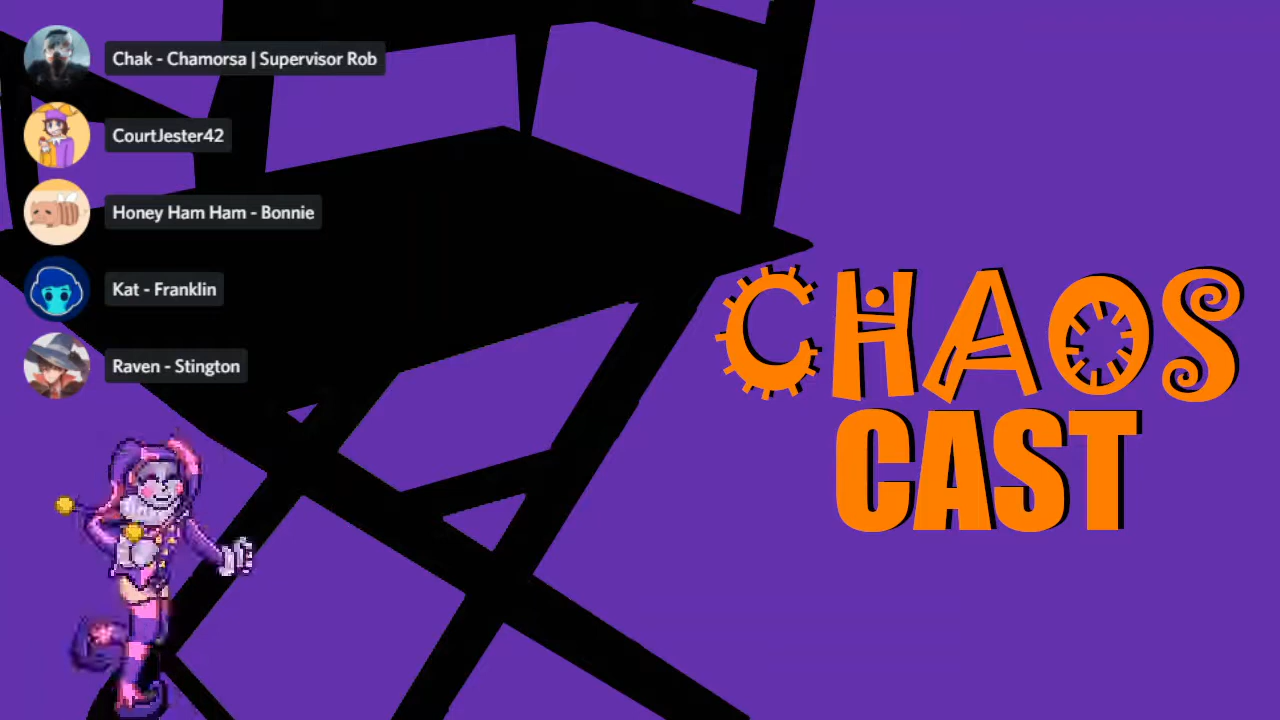 Chak - Chamorsa | Supervisor Rob
CourtJester42
Honey Ham Ham - Bonnie
Kat - Franklin
Raven - Stington
CHAOS
CAST